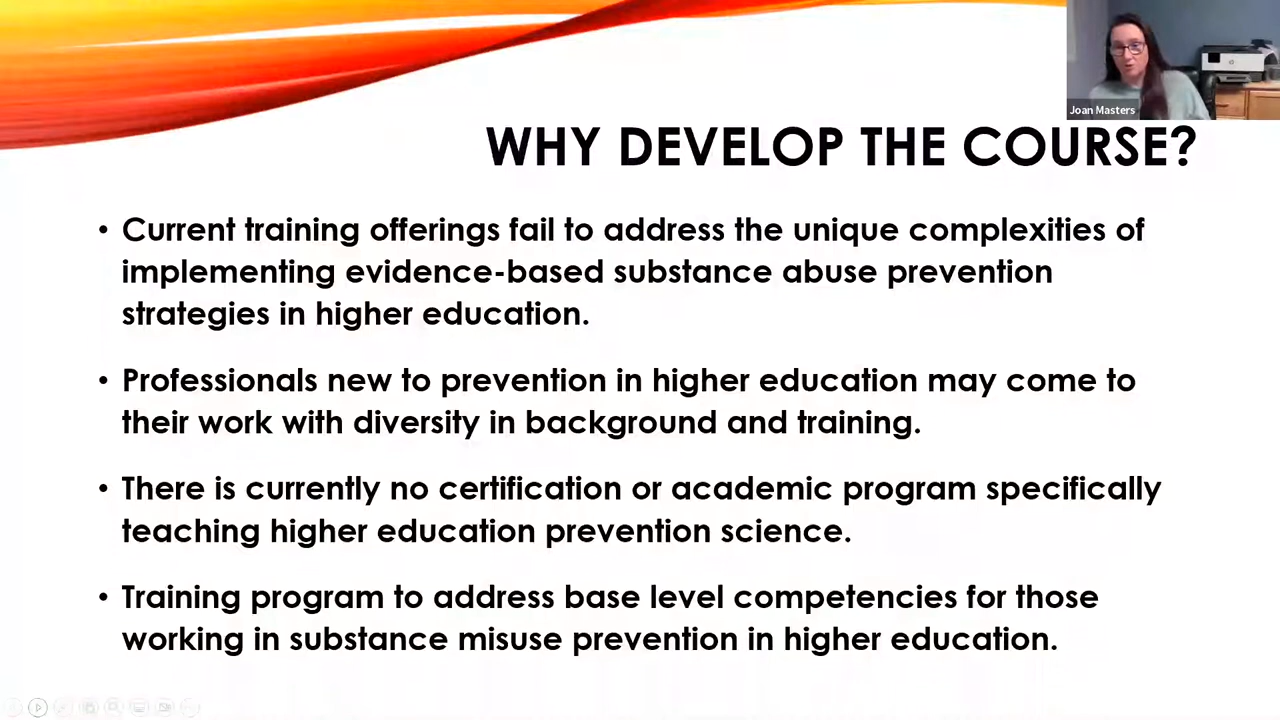 Joan Masters
WHY DEVELOP THE COURSE?
• Current training offerings fail to address the unique complexities of
implementing evidence-based substance abuse prevention
strategies in higher education.
• Professionals new to prevention in higher education may come to
their work with diversity in background and training.
• There is currently no certification or academic program specifically
teaching higher education prevention science.
• Training program to address base level competencies for those
working in substance misuse prevention in higher education.